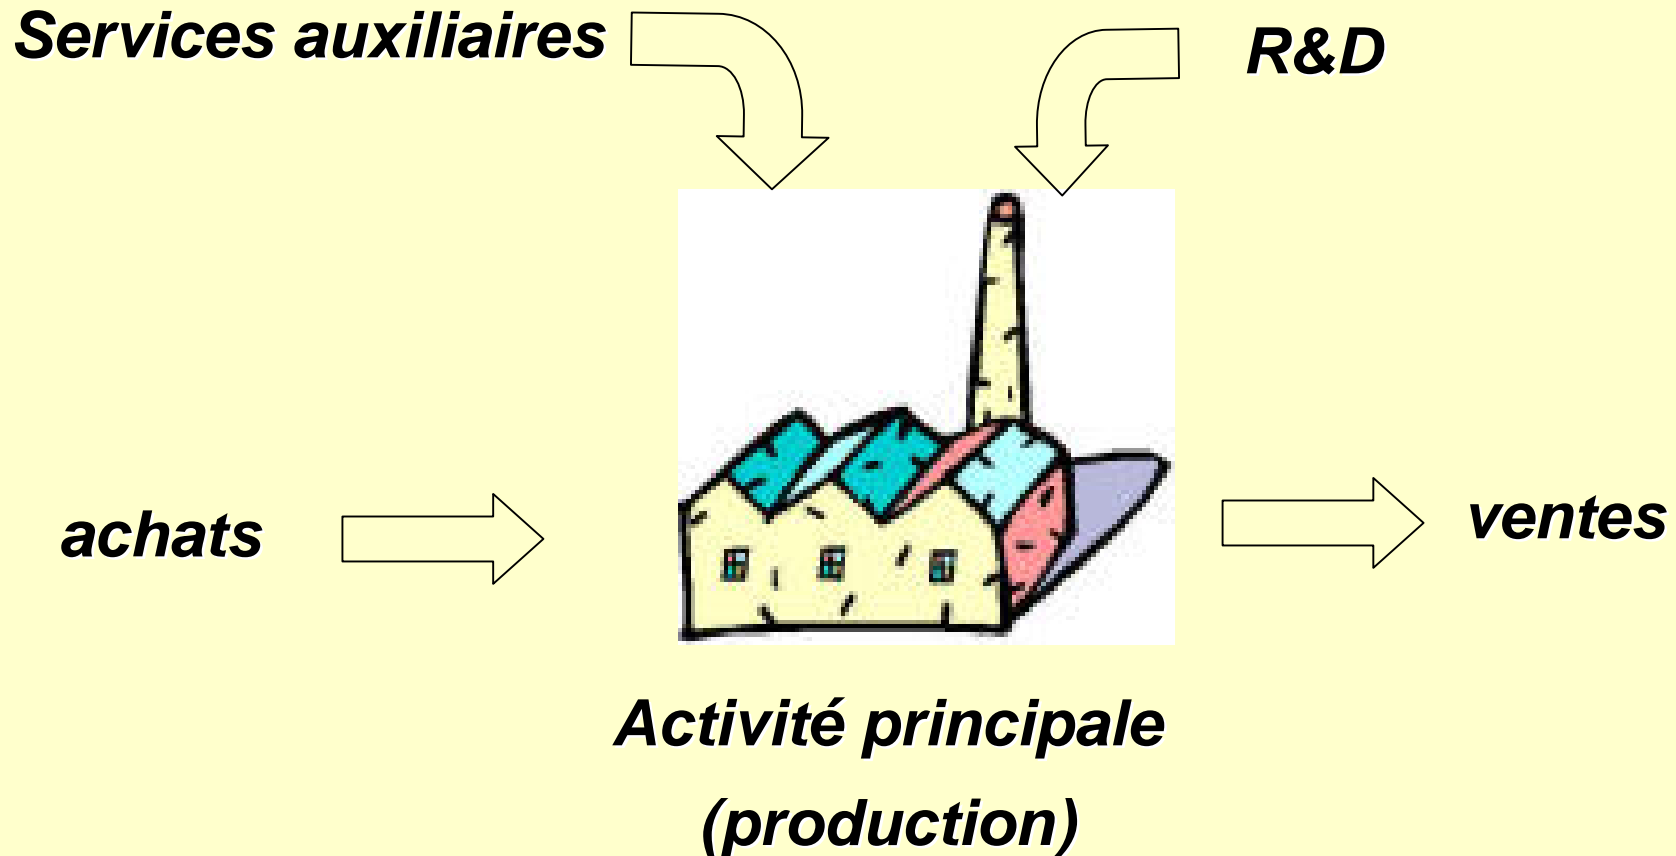 Services auxiliaires
R&D
achats
ventes
Activité principale
(production)